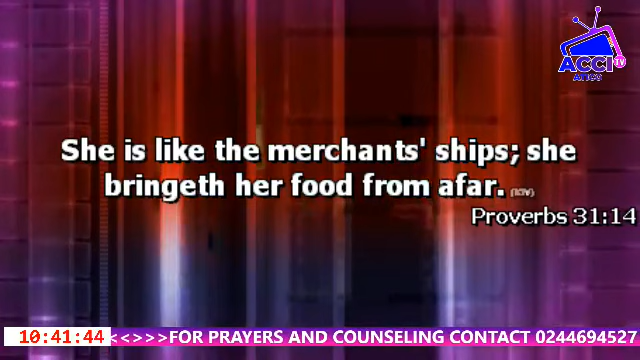 ACCI
TV
She is like the merchants' ships; she
bringeth her food from afar. (KJV)
Proverbs 31:14
10:41:44 <<>>>FOR PRAYERS AND COUNSELING CONTACT 0244694527